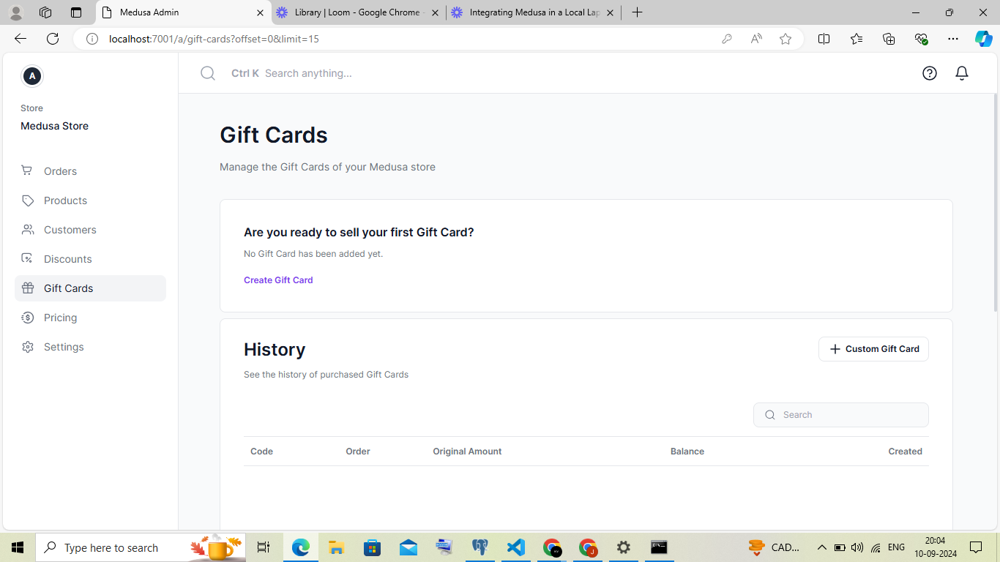 Medusa Admin
Library | Loom - Google Chrome -
Integrating Medusa in a Local Lap
localhost:7001/a/gift-cards?offset=0&limit=15
A
Ctrl K Search anything...
Store
Medusa Store
Orders
Products
Customers
Discounts
Gift Cards
Pricing
Settings
Gift Cards
Manage the Gift Cards of your Medusa store
Are you ready to sell your first Gift Card?
No Gift Card has been added yet.
Create Gift Card
History
Custom Gift Card
See the history of purchased Gift Cards
Search
Code Order Original Amount Balance Created
Type here to search
CAD...
ENG
20:04
10-09-2024